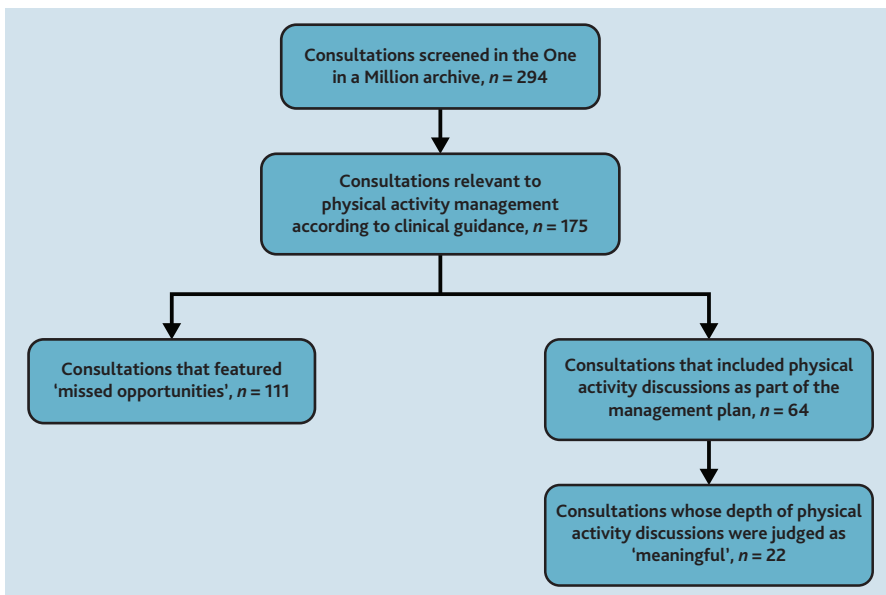 Consultations screened in the One
in a Million archive, n = 294
Consultations relevant to
physical activity management
according to clinical guidance, n = 175
Consultations that featured
'missed opportunities', n = 111
Consultations that included physical
activity discussions as part of the
management plan, n = 64
Consultations whose depth of physical
activity discussions were judged as
'meaningful', n = 22